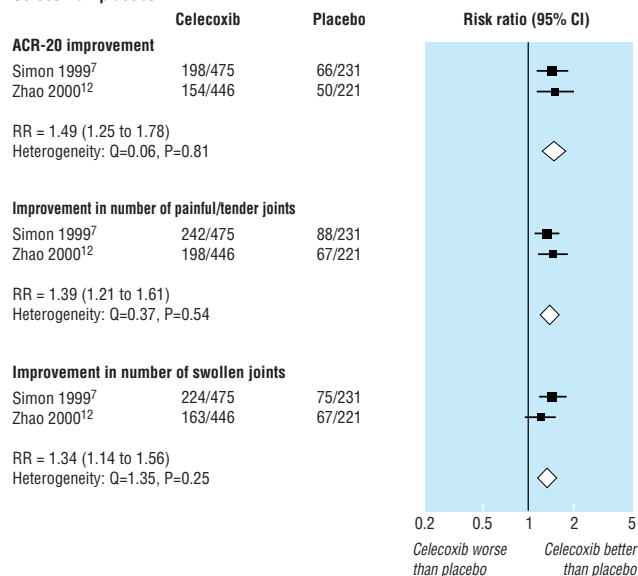 Celecoxib Placebo Risk ratio (95% CI)
ACR-20 improvement
Simon 1999⁷ 198/475 66/231
Zhao 2000¹² 154/446 50/221
RR = 1.49 (1.25 to 1.78)
Heterogeneity: Q=0.06, P=0.81
Improvement in number of painful/tender joints
Simon 1999⁷ 242/475 88/231
Zhao 2000¹² 198/446 67/221
RR = 1.39 (1.21 to 1.61)
Heterogeneity: Q=0.37, P=0.54
Improvement in number of swollen joints
Simon 1999⁷ 224/475 75/231
Zhao 2000¹² 163/446 67/221
RR = 1.34 (1.14 to 1.56)
Heterogeneity: Q=1.35, P=0.25
0.2 0.5 1 2 5
Celecoxib worse Celecoxib better
than placebo than placebo